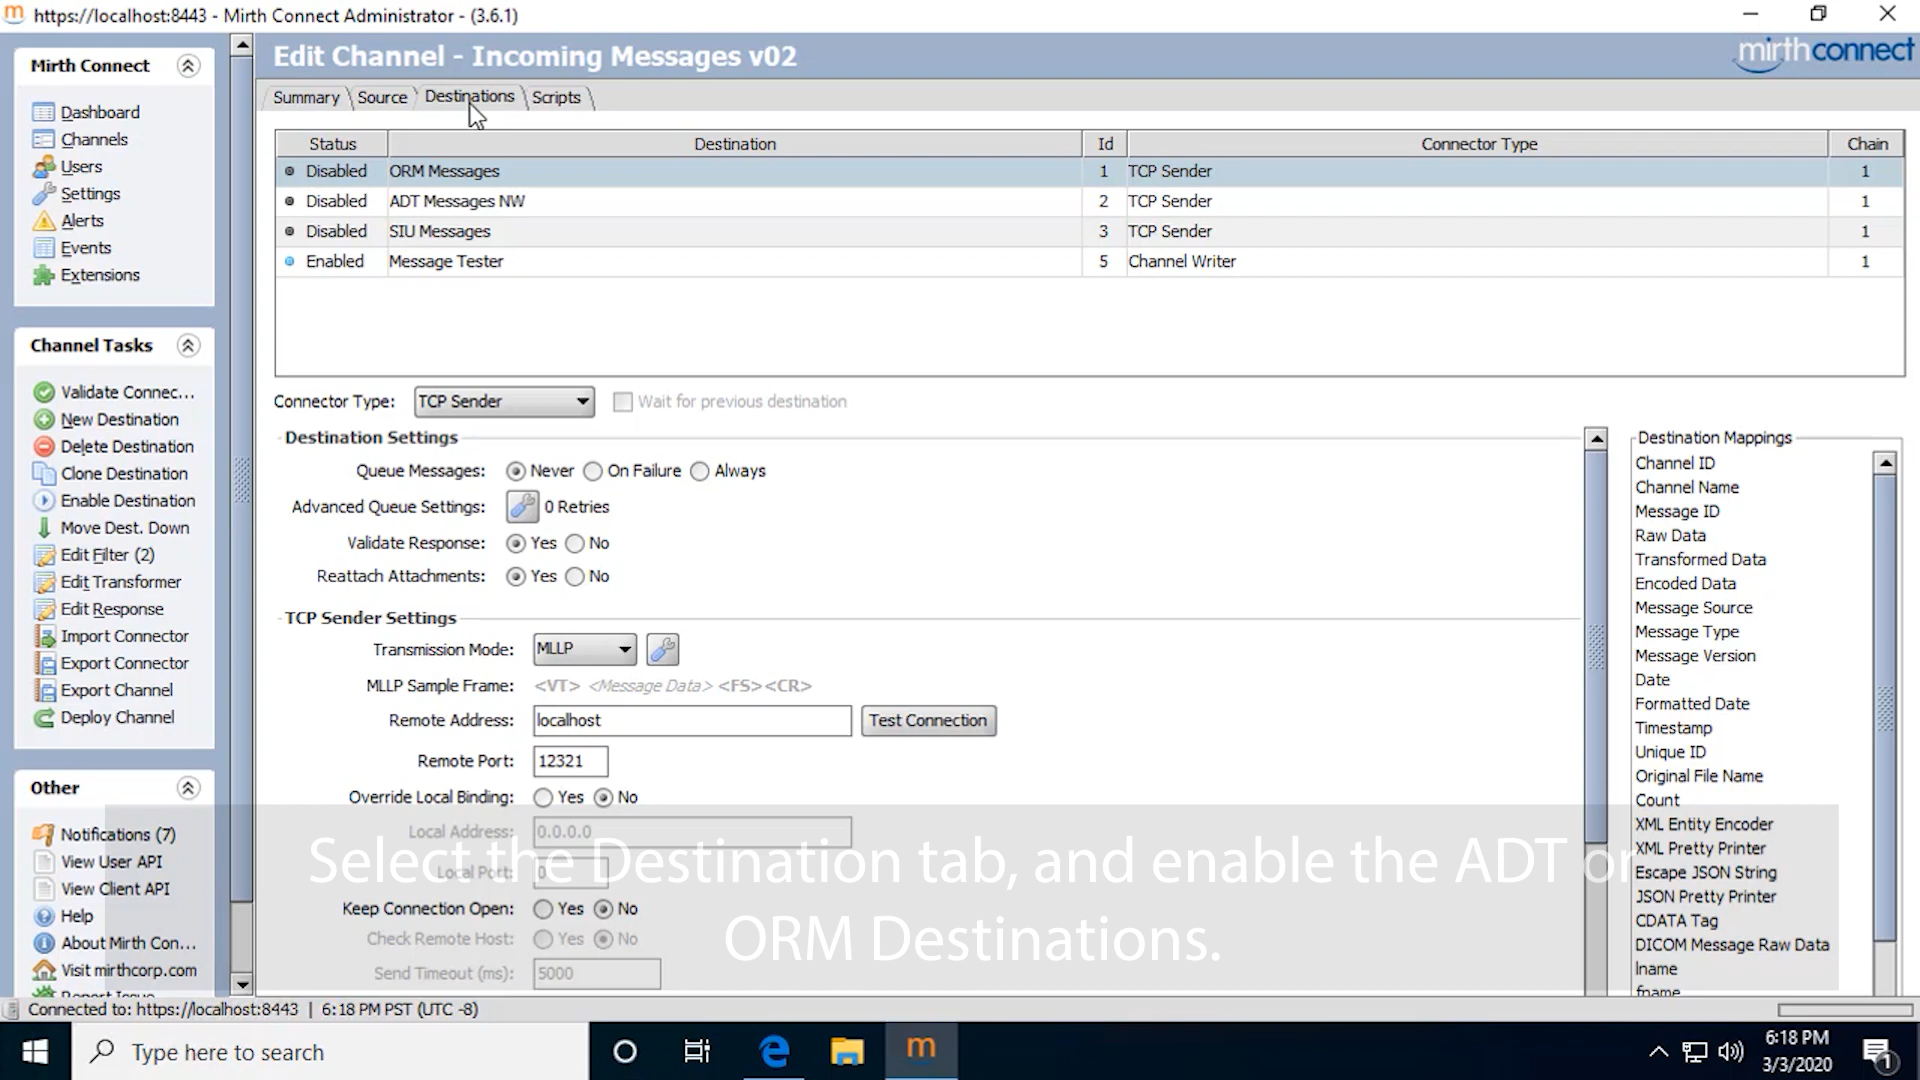 https://localhost:8443 - Mirth Connect Administrator - (3.6.1)
Mirth Connect
Dashboard
Channels
Users
Settings
Alerts
Events
Extensions
Channel Tasks
Validate Connec...
New Destination
Delete Destination
Clone Destination
Enable Destination
Move Dest. Down
Edit Filter (2)
Edit Transformer
Edit Response
Import Connector
Export Connector
Export Channel
Deploy Channel
Other
Notifications (7)
View User API
View Client API
Help
About Mirth Con...
Visit mirthcorp.com
Report Issue
Edit Channel - Incoming Messages v02
mirthconnect
Summary Source Destinations Scripts
Status Destination Id Connector Type Chain
Disabled ORM Messages 1 TCP Sender 1
Disabled ADT Messages NW 2 TCP Sender 1
Disabled SIU Messages 3 TCP Sender 1
Enabled Message Tester 5 Channel Writer 1
Connector Type: TCP Sender Wait for previous destination
Destination Settings
Queue Messages: Never On Failure Always
Advanced Queue Settings: 0 Retries
Validate Response: Yes No
Reattach Attachments: Yes No
TCP Sender Settings
Transmission Mode: MLLP
MLLP Sample Frame: <VT> <Message Data> <FS><CR>
Remote Address: localhost Test Connection
Remote Port: 12321
Override Local Binding: Yes No
Local Address: 0.0.0.0
Local Port: 0
Keep Connection Open: Yes No
Check Remote Host: Yes No
Send Timeout (ms): 5000
Destination Mappings
Channel ID
Channel Name
Message ID
Raw Data
Transformed Data
Encoded Data
Message Source
Message Type
Message Version
Date
Formatted Date
Timestamp
Unique ID
Original File Name
Count
XML Entity Encoder
XML Pretty Printer
Escape JSON String
JSON Pretty Printer
CDATA Tag
DICOM Message Raw Data
lname
fname
Select the Destination tab, and enable the ADT or
ORM Destinations.
Connected to: https://localhost:8443 | 6:18 PM PST (UTC -8)
Type here to search
6:18 PM
3/3/2020
1